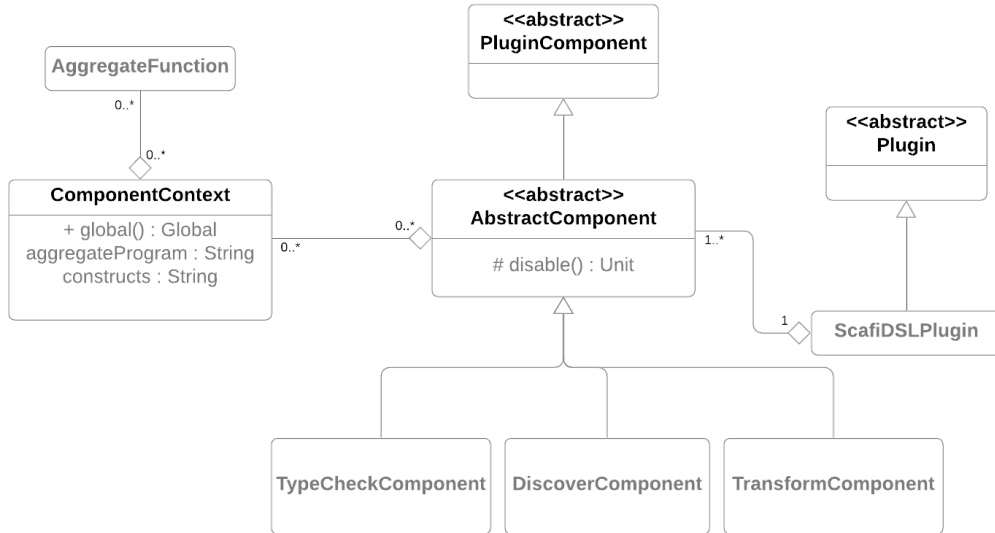 <<abstract>>
PluginComponent
AggregateFunction
0..*
0..*
<<abstract>>
Plugin
ComponentContext
+ global() : Global
aggregateProgram : String
constructs : String
0..*
0..*
<<abstract>>
AbstractComponent
# disable() : Unit
1..*
1
ScafiDSLPlugin
TypeCheckComponent
DiscoverComponent
TransformComponent